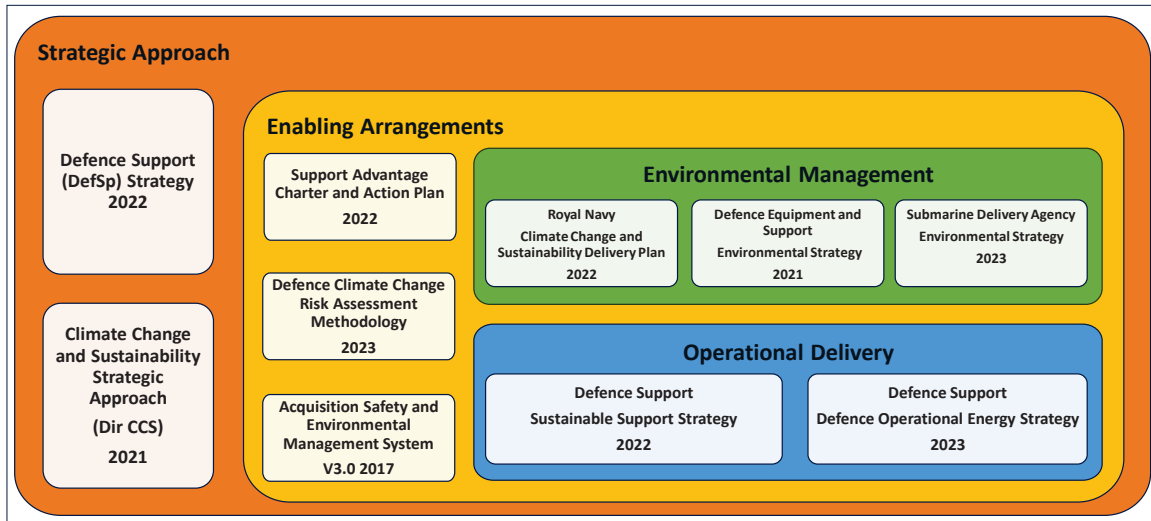 Strategic Approach
Defence Support
(DefSp) Strategy
2022
Climate Change
and Sustainability
Strategic
Approach
(Dir CCS)
2021
Enabling Arrangements
Support Advantage
Charter and Action Plan
2022
Defence Climate Change
Risk Assessment
Methodology
2023
Acquisition Safety and
Environmental
Management System
V3.0 2017
Environmental Management
Royal Navy
Climate Change and
Sustainability Delivery Plan
2022
Defence Equipment and
Support
Environmental Strategy
2021
Submarine Delivery Agency
Environmental Strategy
2023
Operational Delivery
Defence Support
Sustainable Support Strategy
2022
Defence Support
Defence Operational Energy Strategy
2023